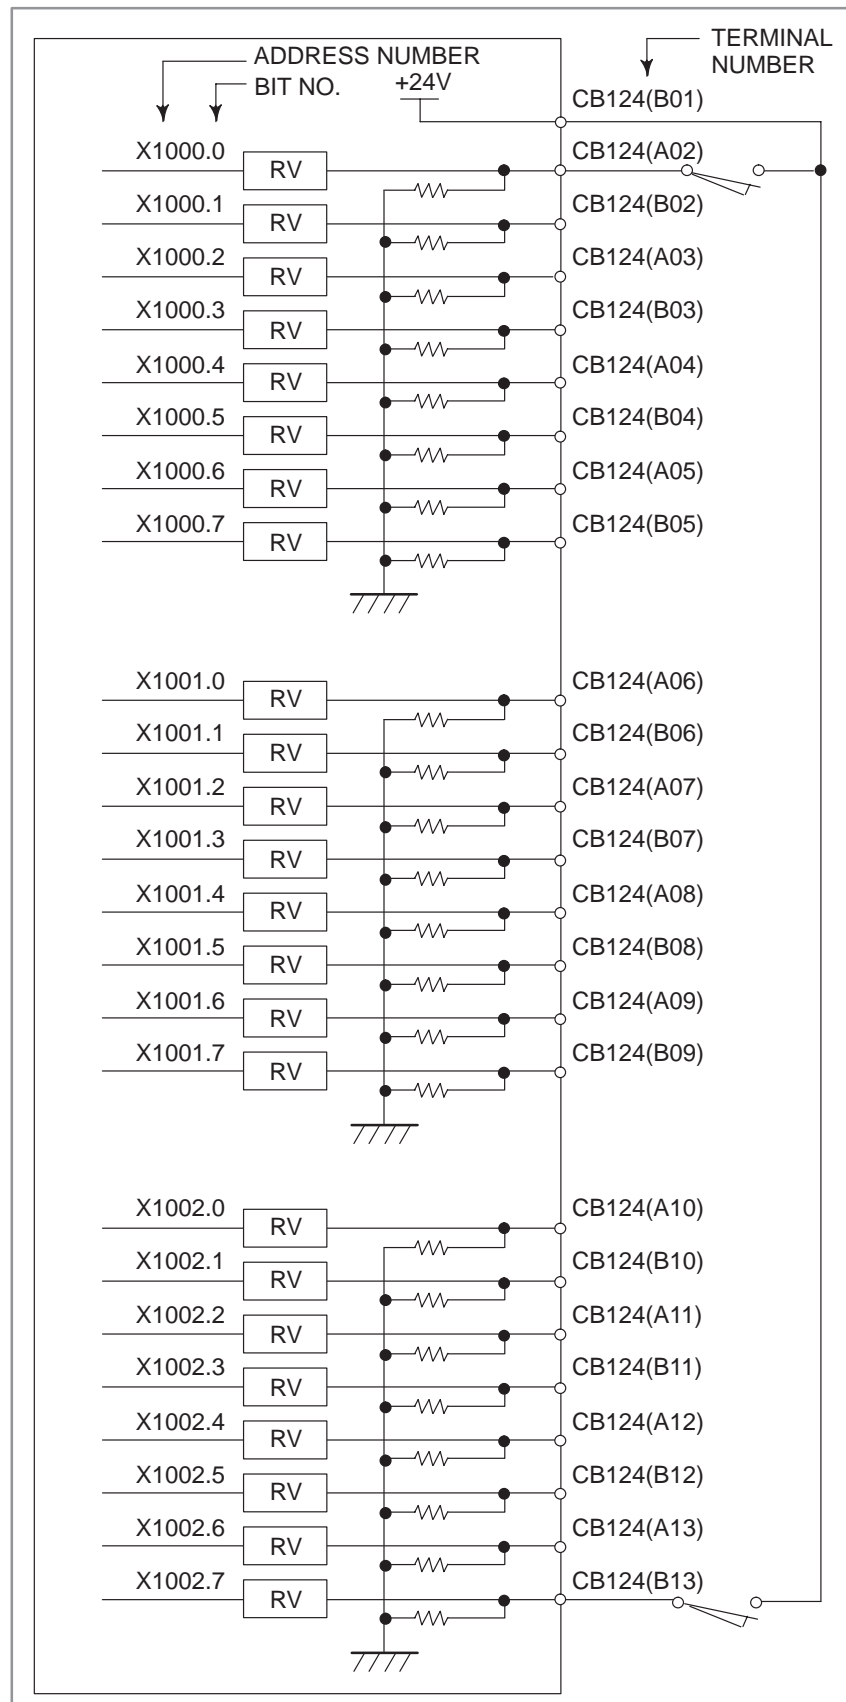 ADDRESS NUMBER
BIT NO.
+24V
TERMINAL
NUMBER
CB124(B01)
X1000.0 RV CB124(A02)
X1000.1 RV CB124(B02)
X1000.2 RV CB124(A03)
X1000.3 RV CB124(B03)
X1000.4 RV CB124(A04)
X1000.5 RV CB124(B04)
X1000.6 RV CB124(A05)
X1000.7 RV CB124(B05)
X1001.0 RV CB124(A06)
X1001.1 RV CB124(B06)
X1001.2 RV CB124(A07)
X1001.3 RV CB124(B07)
X1001.4 RV CB124(A08)
X1001.5 RV CB124(B08)
X1001.6 RV CB124(A09)
X1001.7 RV CB124(B09)
X1002.0 RV CB124(A10)
X1002.1 RV CB124(B10)
X1002.2 RV CB124(A11)
X1002.3 RV CB124(B11)
X1002.4 RV CB124(A12)
X1002.5 RV CB124(B12)
X1002.6 RV CB124(A13)
X1002.7 RV CB124(B13)